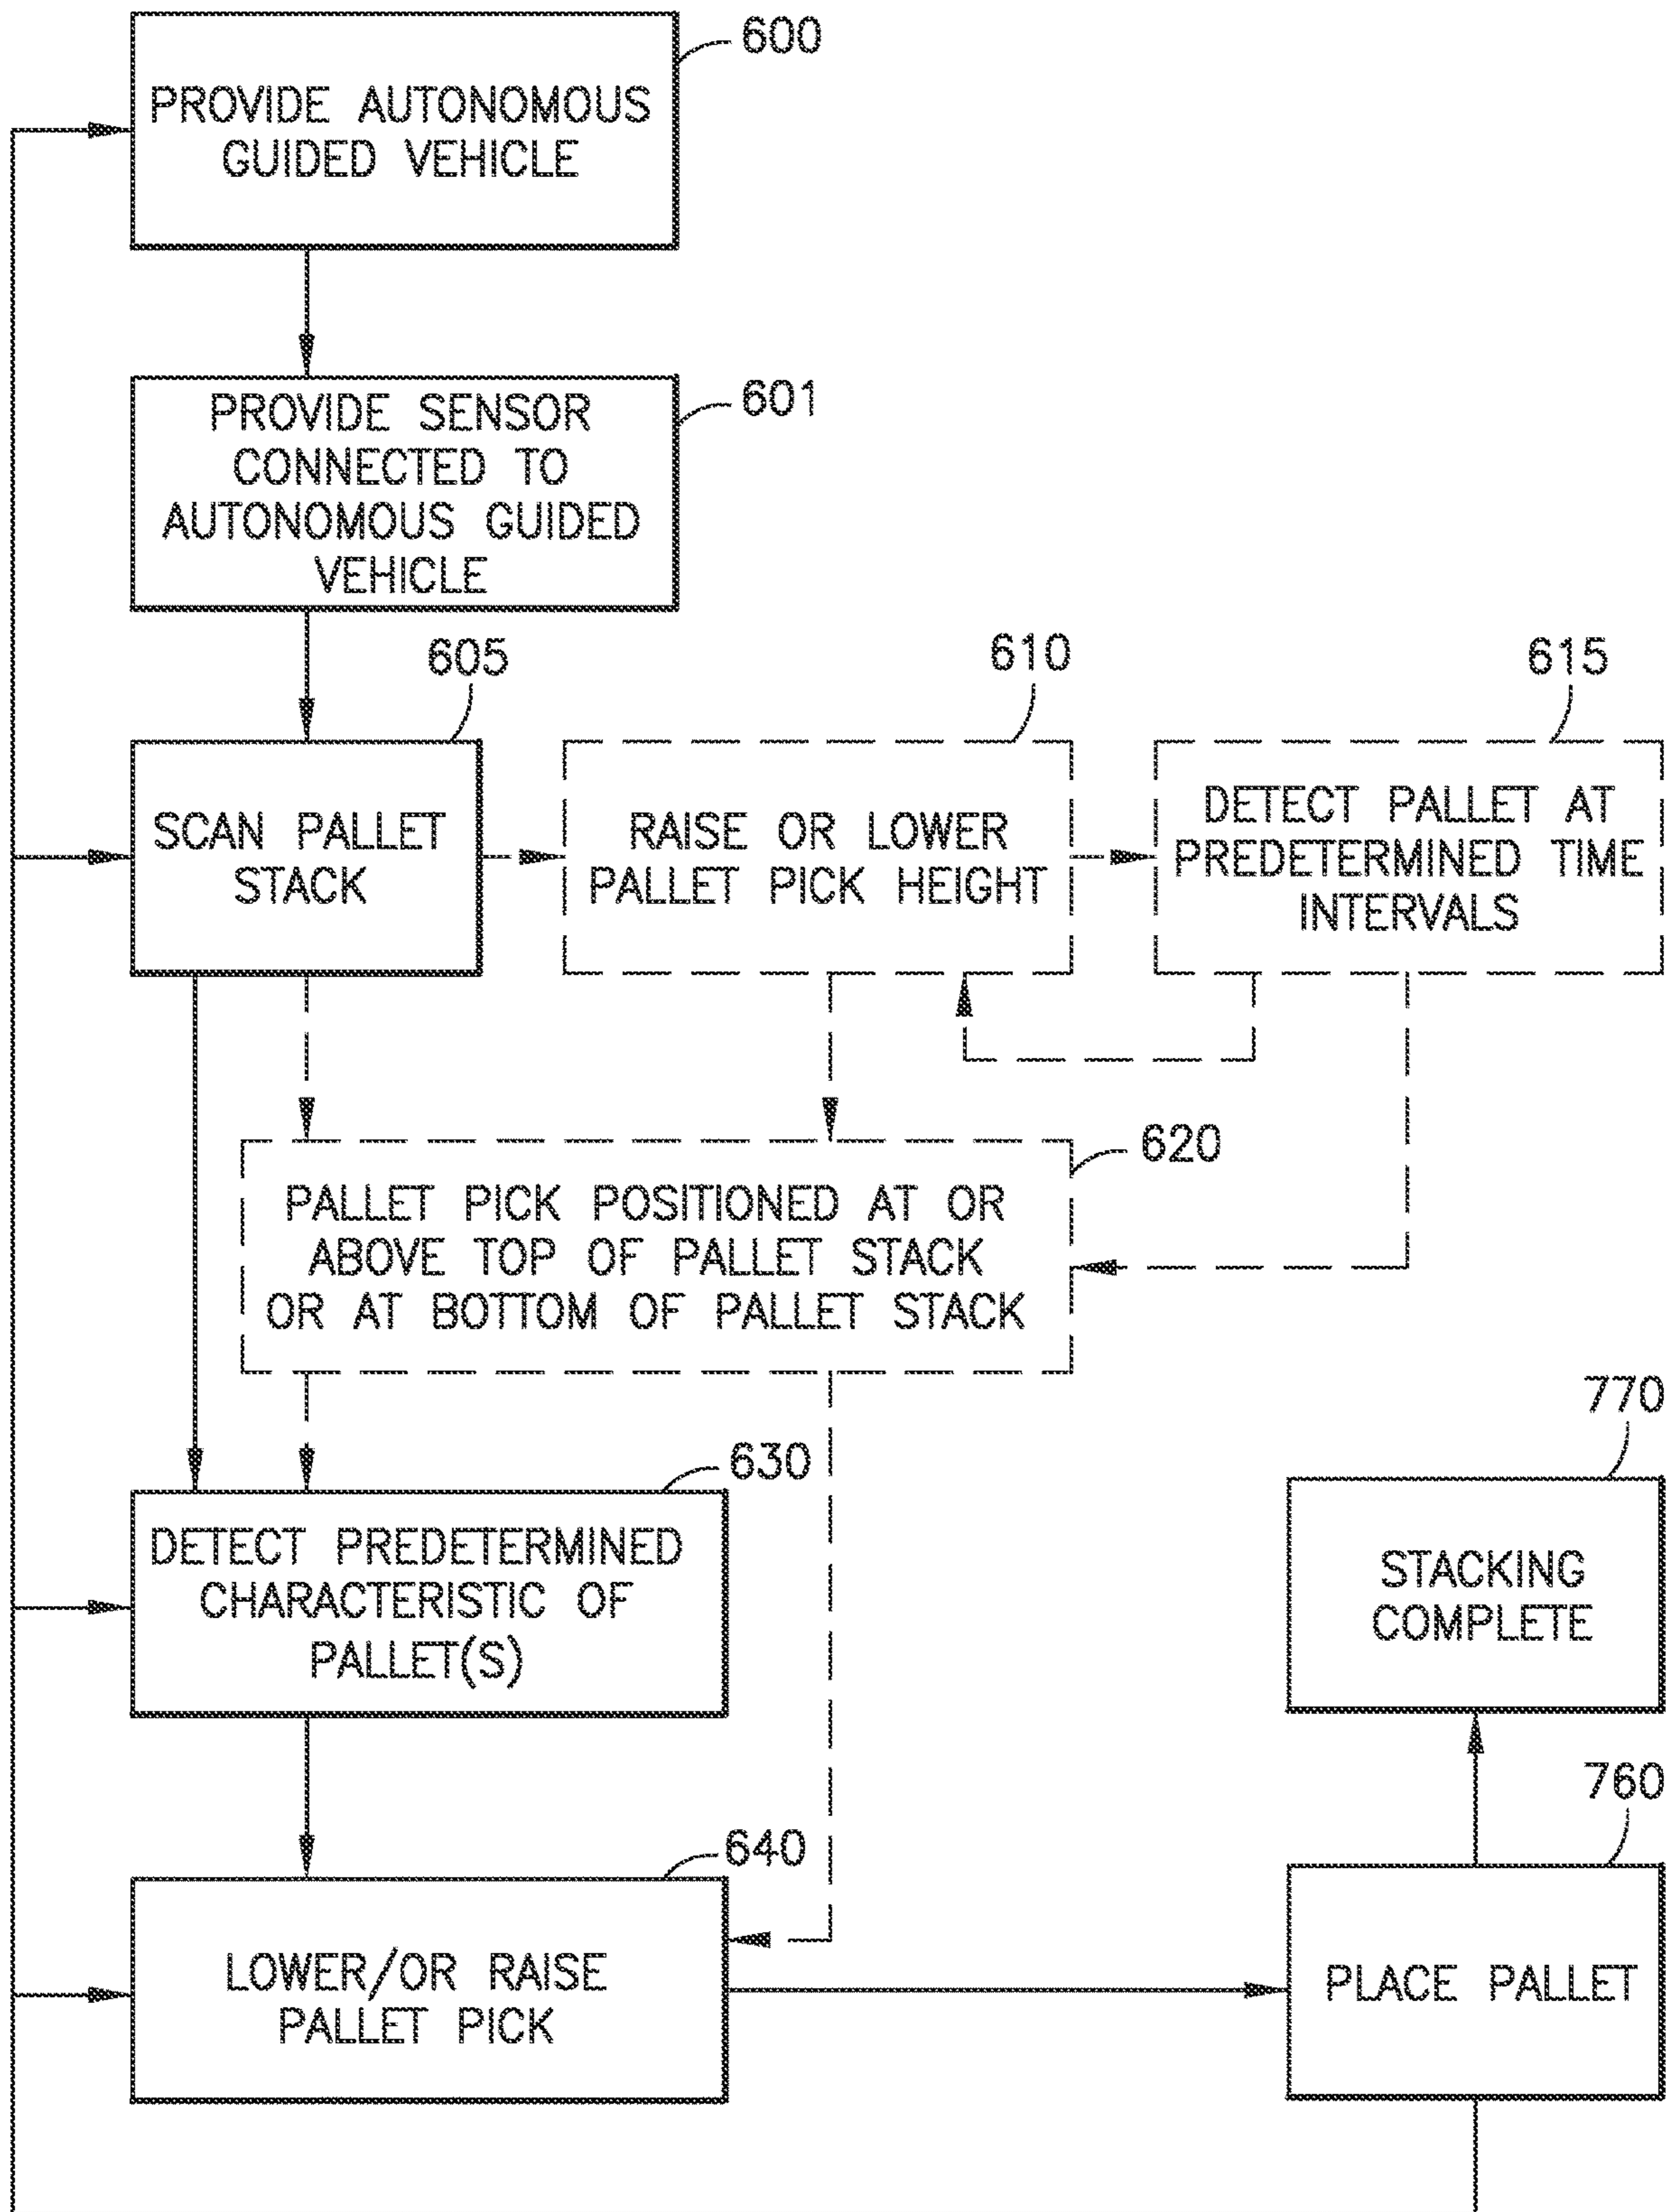 600
PROVIDE AUTONOMOUS
GUIDED VEHICLE
601
PROVIDE SENSOR
CONNECTED TO
AUTONOMOUS GUIDED
VEHICLE
605
SCAN PALLET
STACK
610
RAISE OR LOWER
PALLET PICK HEIGHT
615
DETECT PALLET AT
PREDETERMINED TIME
INTERVALS
620
PALLET PICK POSITIONED AT OR
ABOVE TOP OF PALLET STACK
OR AT BOTTOM OF PALLET STACK
630
DETECT PREDETERMINED
CHARACTERISTIC OF
PALLET(S)
640
LOWER/OR RAISE
PALLET PICK
760
PLACE PALLET
770
STACKING
COMPLETE